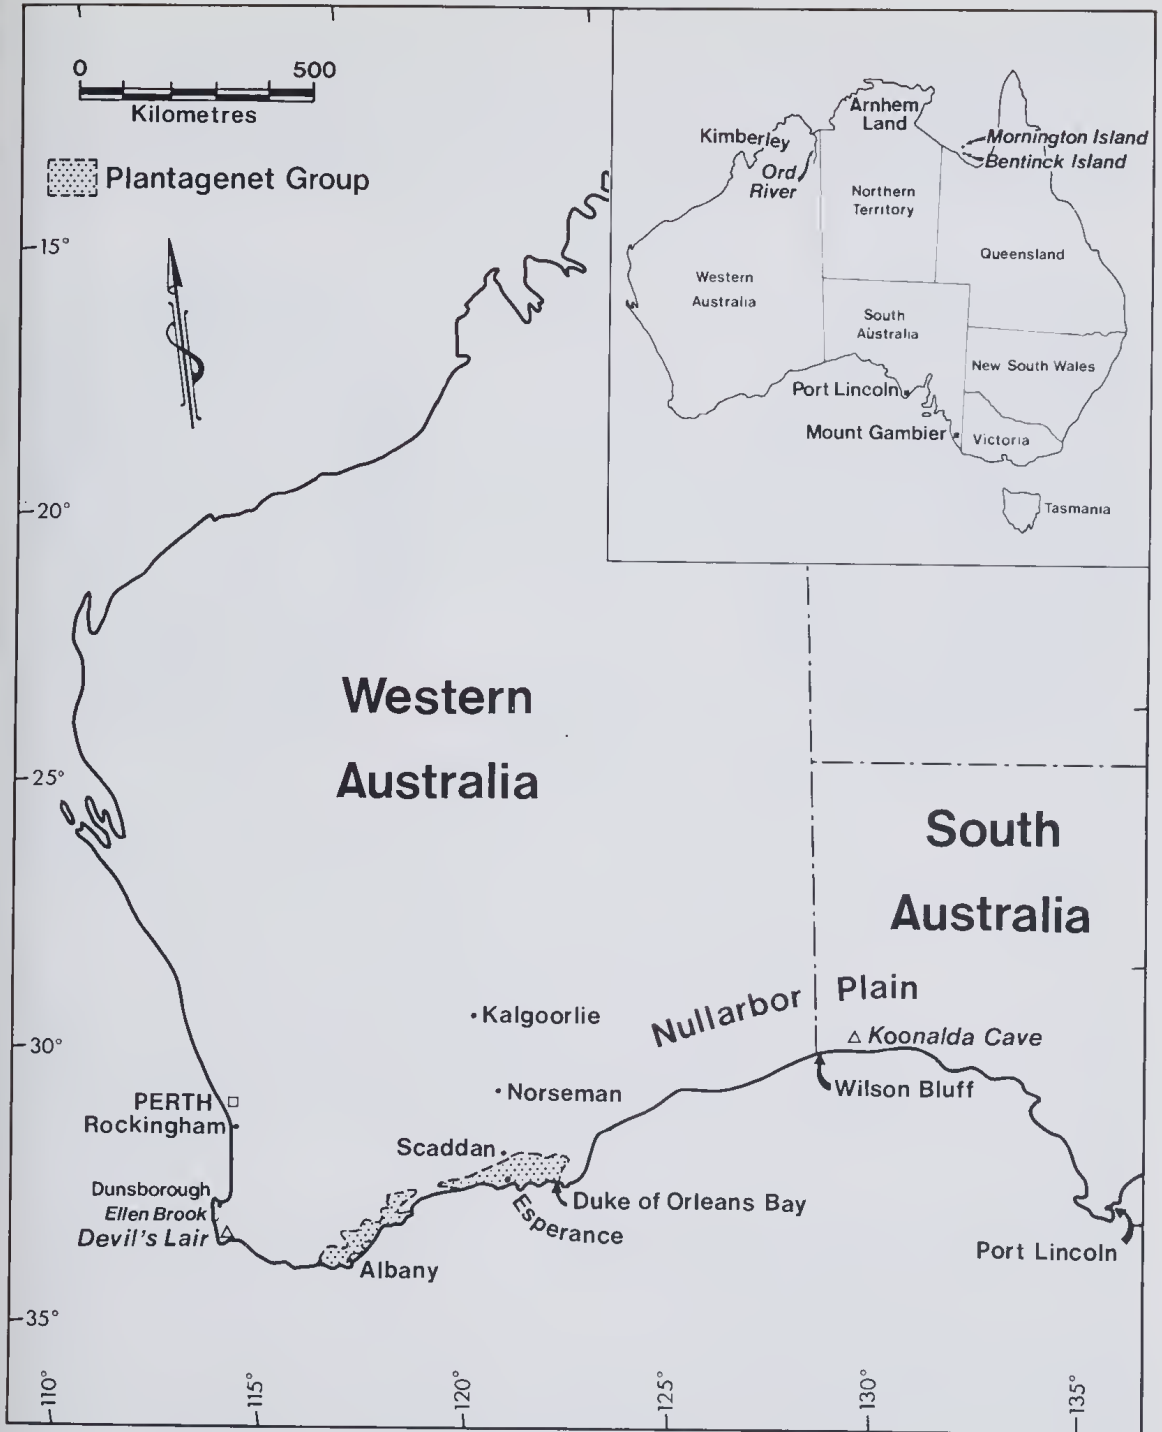 0 500
Kilometres
Plantagenet Group
15°
20°
25°
30°
35°
110°
115°
120°
125°
130°
135°
Arnhem
Land
Kimberley
Ord
River
Mornington Island
Bentinck Island
Northern
Territory
Queensland
Western
Australia
South
Australia
New South Wales
Port Lincoln
Mount Gambier
Victoria
Tasmania
Western
Australia
South
Australia
Nullarbor Plain
Kalgoorlie
Koonalda Cave
Norseman
Wilson Bluff
PERTH
Rockingham
Scaddan
Dunsborough
Ellen Brook
Devil's Lair
Duke of Orleans Bay
Esperance
Albany
Port Lincoln